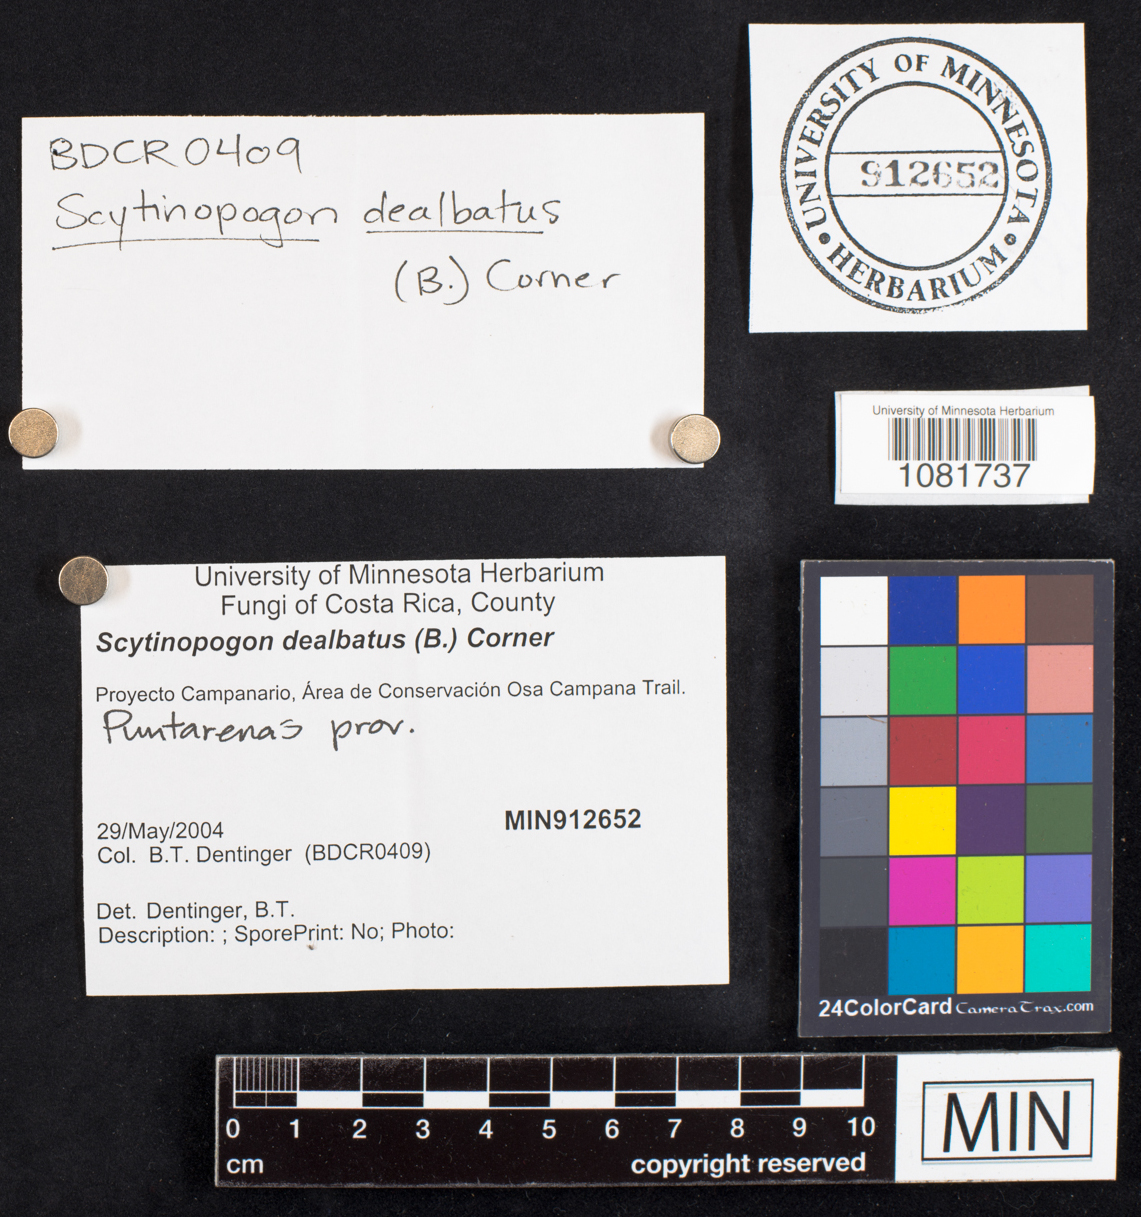 BDCR0409
Scytinopogon dealbatus
(B.) Corner
UNIVERSITY OF MINNESOTA
912652
HERBARIUM
University of Minnesota Herbarium
1081737
University of Minnesota Herbarium
Fungi of Costa Rica, County
Scytinopogon dealbatus (B.) Corner
Proyecto Campanario, Área de Conservación Osa Campana Trail.
Puntarenas prov.
MIN912652
29/May/2004
Col. B.T. Dentinger (BDCR0409)
Det. Dentinger, B.T.
Description: ; SporePrint: No; Photo:
24ColorCard CameraTrax.com
0 1 2 3 4 5 6 7 8 9 10
cm copyright reserved
MIN